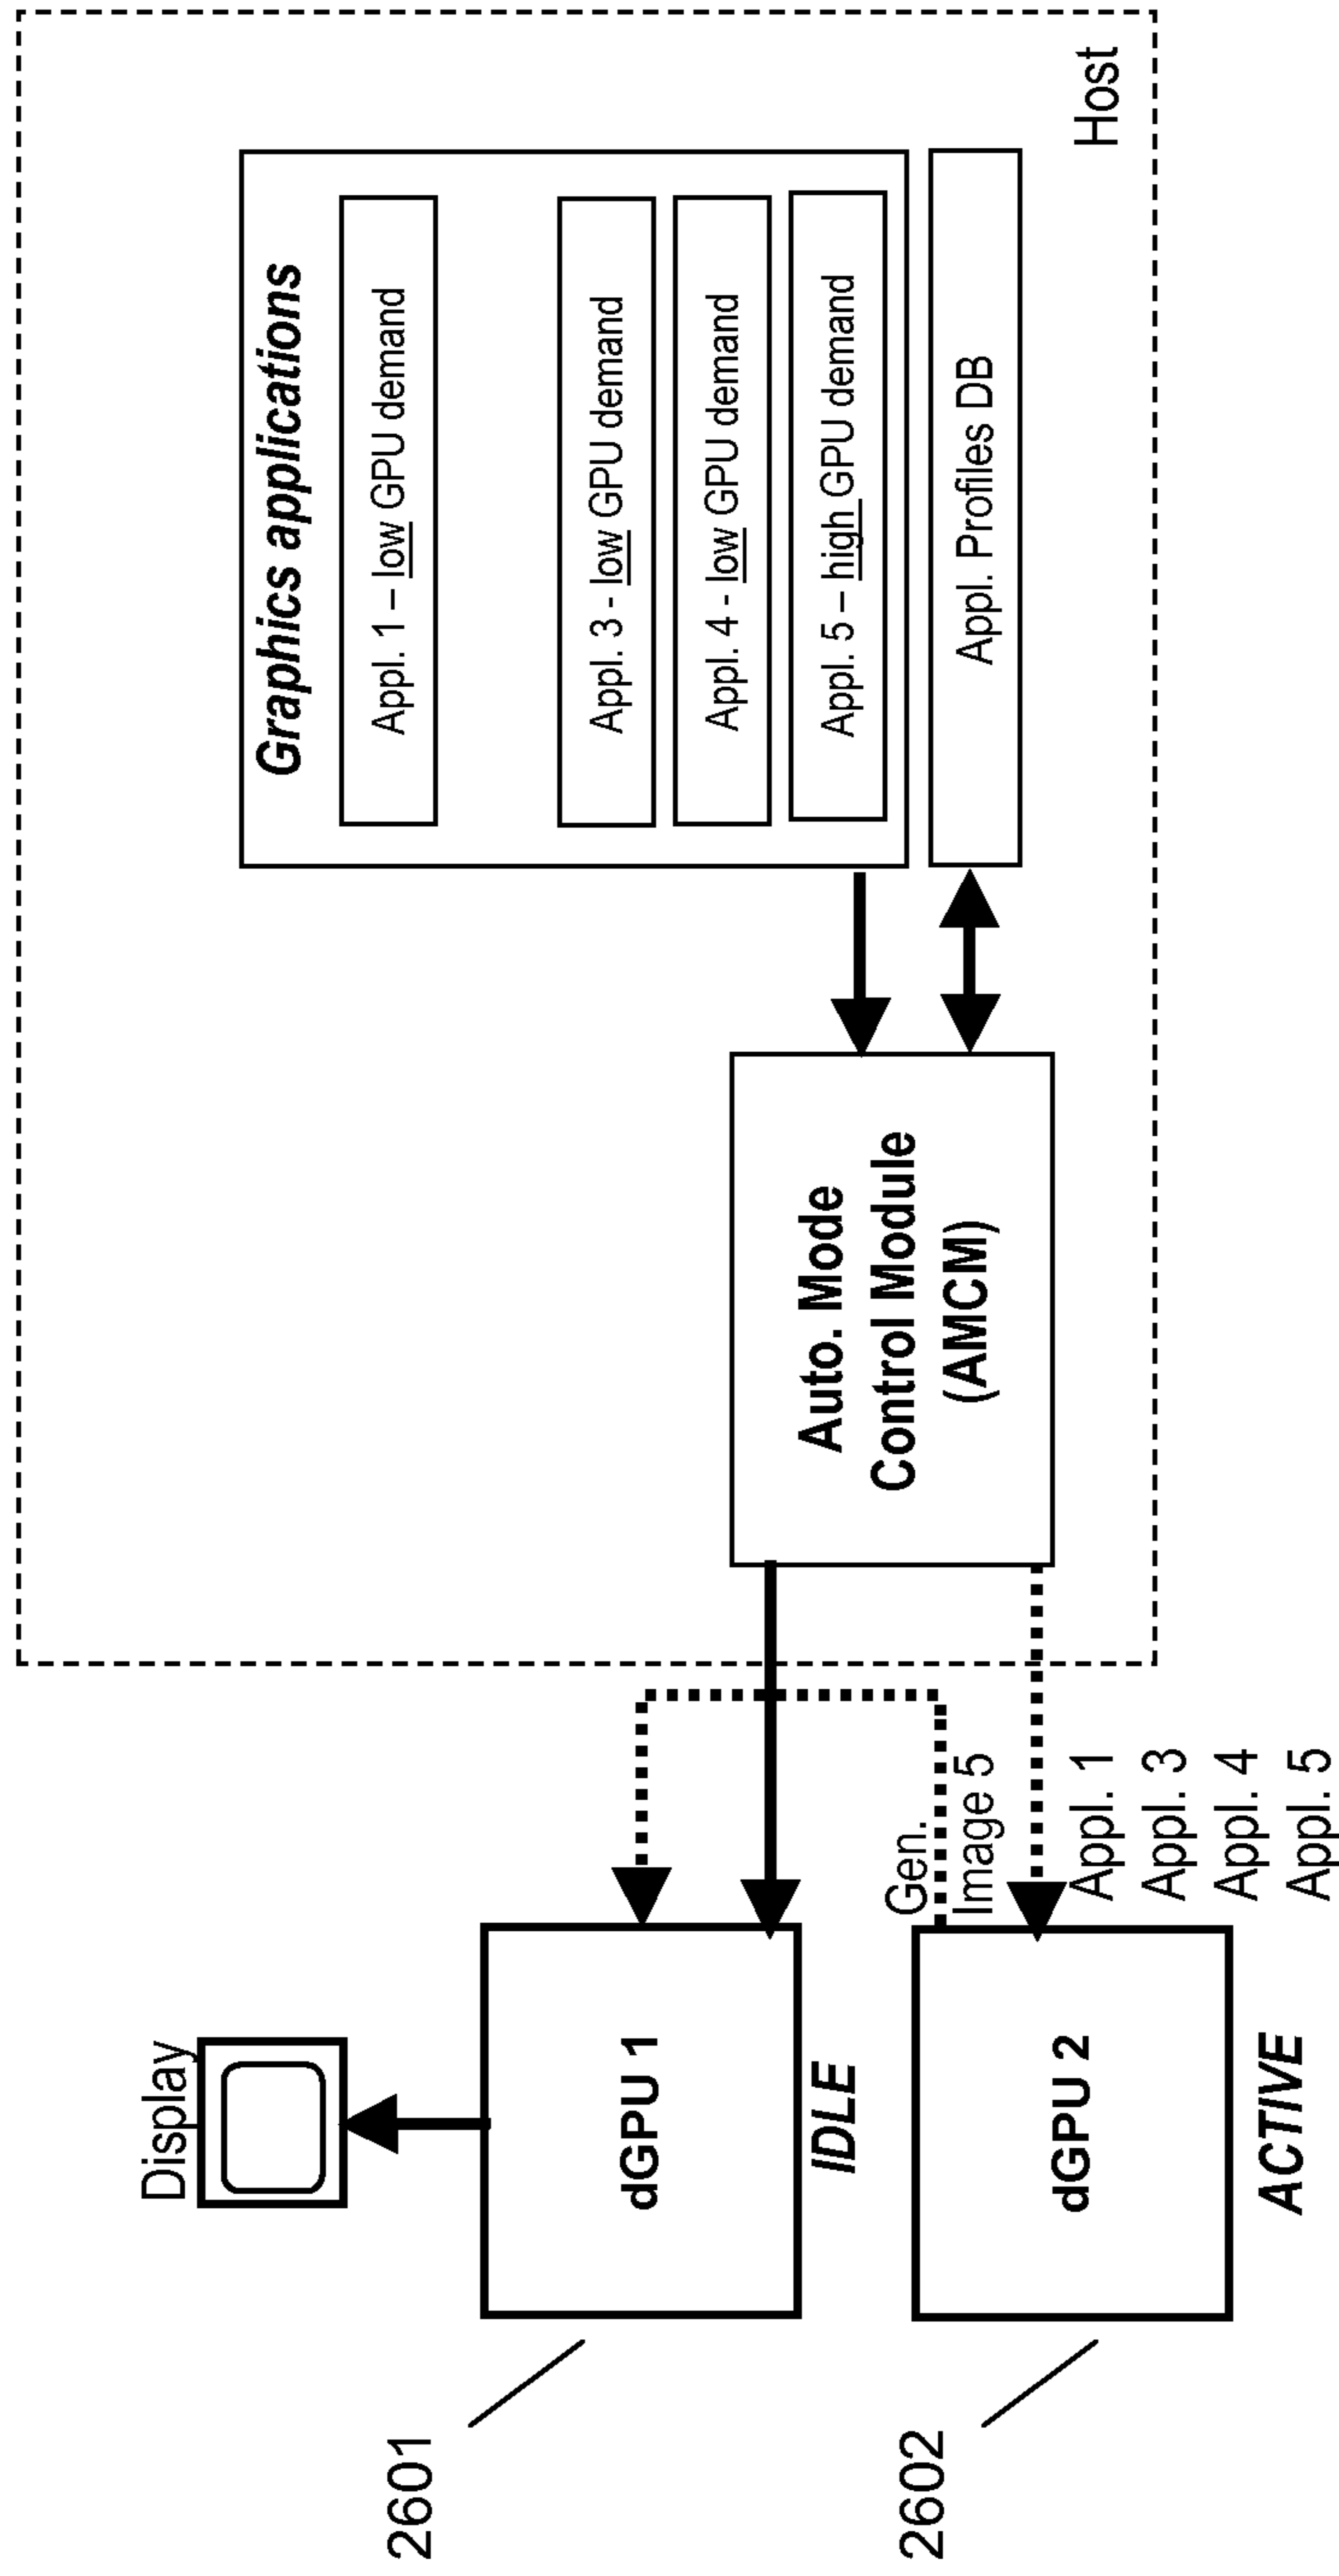 Graphics applications
Appl. 1 – low GPU demand
Appl. 3 - low GPU demand
Appl. 4 - low GPU demand
Appl. 5 – high GPU demand
Appl. Profiles DB
Host
Auto. Mode
Control Module
(AMCM)
Display
dGPU 1
IDLE
2601
Gen.
Image 5
Appl. 1
Appl. 3
Appl. 4
Appl. 5
dGPU 2
ACTIVE
2602